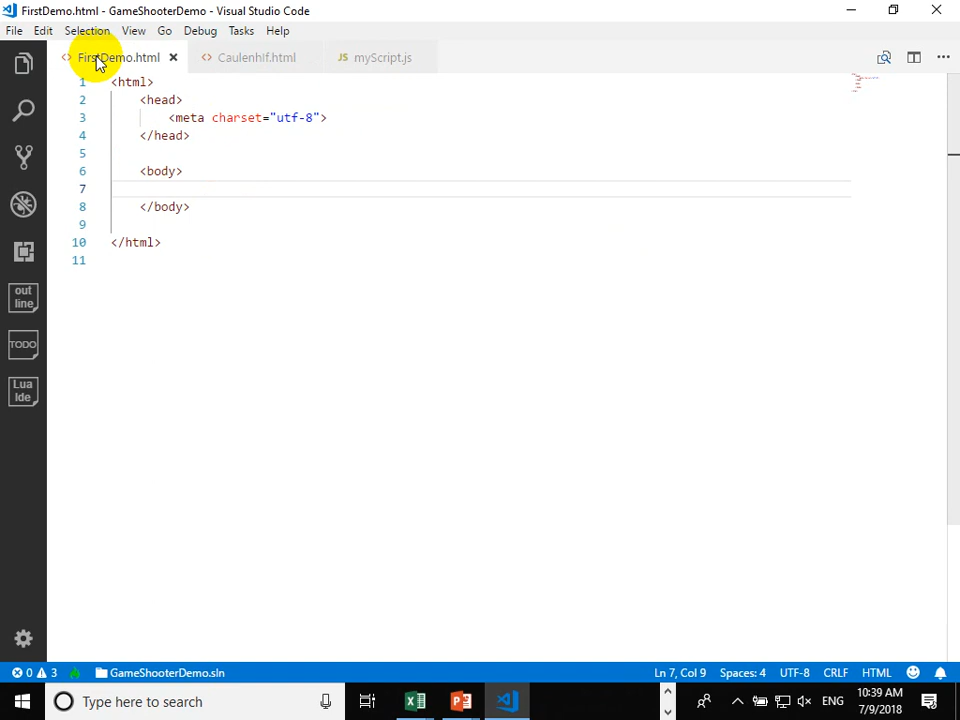 FirstDemo.html - GameShooterDemo - Visual Studio Code
File Edit Selection View Go Debug Tasks Help
<> FirstDemo.html <> CaulenhIf.html JS myScript.js
1 <html>
2 <head>
3 <meta charset="utf-8">
4 </head>
5
6 <body>
7
8 </body>
9
10 </html>
11
out
line
TODO
Lua
Ide
0 3 GameShooterDemo.sln Ln 7, Col 9 Spaces: 4 UTF-8 CRLF HTML
Type here to search
ENG
10:39 AM
7/9/2018